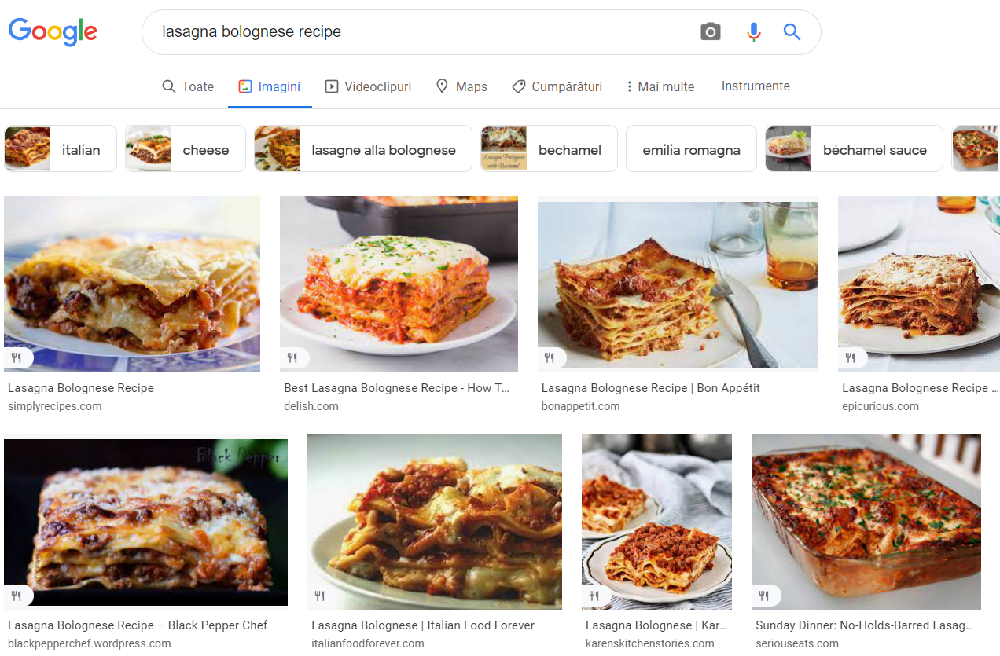 Google
lasagna bolognese recipe
Toate Imagini Videoclipuri Maps Cumpărături Mai multe Instrumente
italian cheese lasagne alla bolognese bechamel emilia romagna béchamel sauce
Lasagna Bolognese
with Bechamel
Lasagna Bolognese Recipe
simplyrecipes.com
Best Lasagna Bolognese Recipe - How T...
delish.com
Lasagna Bolognese Recipe | Bon Appétit
bonappetit.com
Lasagna Bolognese Recipe ...
epicurious.com
Black Pepper
Lasagna Bolognese Recipe – Black Pepper Chef
blackpepperchef.wordpress.com
Lasagna Bolognese | Italian Food Forever
italianfoodforever.com
Lasagna Bolognese | Kar...
karenskitchenstories.com
Sunday Dinner: No-Holds-Barred Lasag...
seriouseats.com